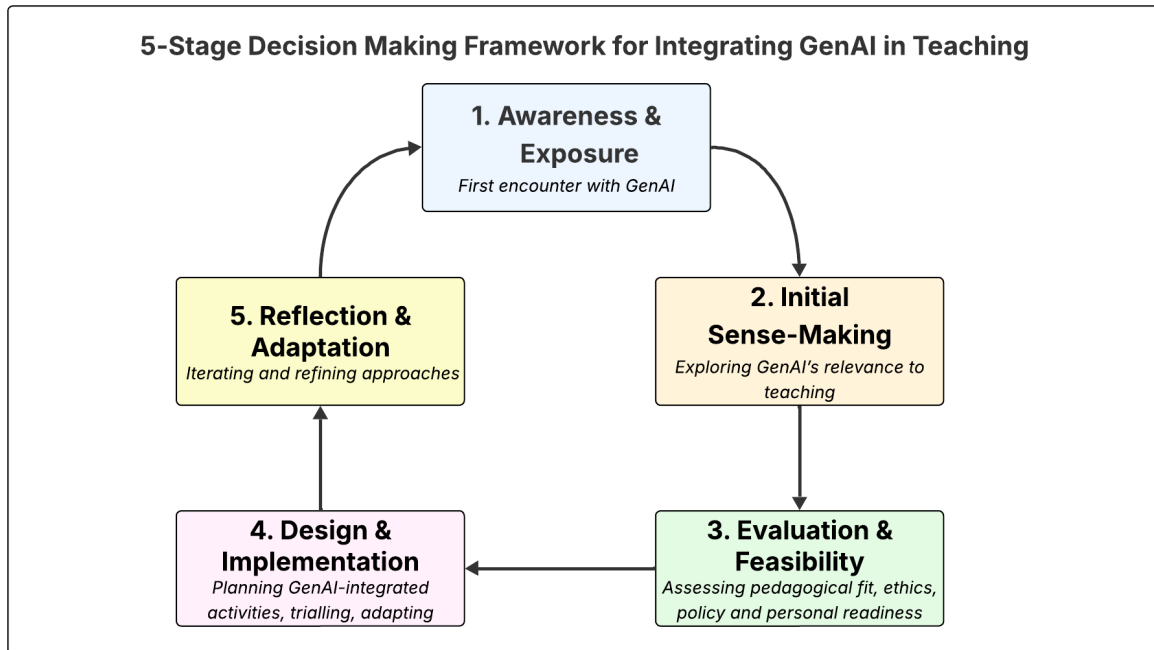 5-Stage Decision Making Framework for Integrating GenAI in Teaching
1. Awareness &
Exposure
First encounter with GenAI
2. Initial
Sense-Making
Exploring GenAI’s relevance to
teaching
3. Evaluation &
Feasibility
Assessing pedagogical fit, ethics,
policy and personal readiness
4. Design &
Implementation
Planning GenAI-integrated
activities, trialling, adapting
5. Reflection &
Adaptation
Iterating and refining approaches